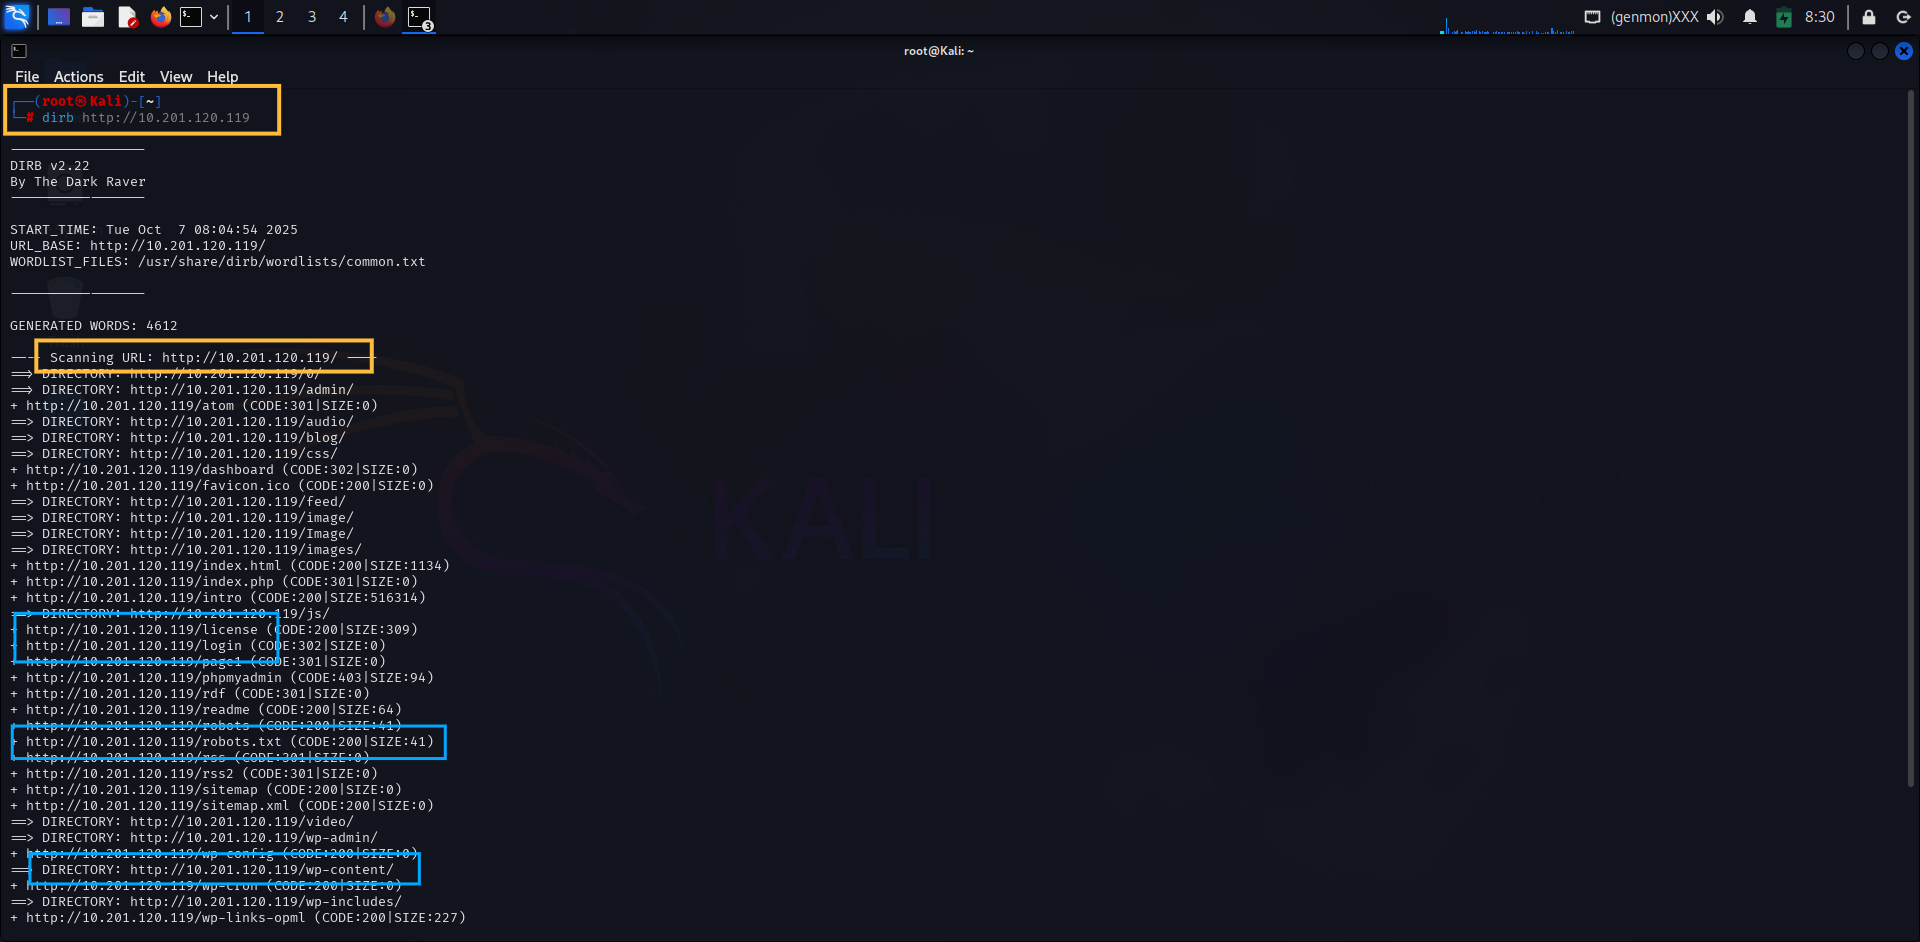 1 2 3 4
3
(genmon)XXX
8:30
root@Kali: ~
File Actions Edit View Help
┌──(root㉿Kali)-[~]
└─# dirb http://10.201.120.119
-----------------
DIRB v2.22
By The Dark Raver
-----------------
START_TIME: Tue Oct  7 08:04:54 2025
URL_BASE: http://10.201.120.119/
WORDLIST_FILES: /usr/share/dirb/wordlists/common.txt
-----------------
GENERATED WORDS: 4612
---- Scanning URL: http://10.201.120.119/ ----
==> DIRECTORY: http://10.201.120.119/0/
==> DIRECTORY: http://10.201.120.119/admin/
+ http://10.201.120.119/atom (CODE:301|SIZE:0)
==> DIRECTORY: http://10.201.120.119/audio/
==> DIRECTORY: http://10.201.120.119/blog/
==> DIRECTORY: http://10.201.120.119/css/
+ http://10.201.120.119/dashboard (CODE:302|SIZE:0)
+ http://10.201.120.119/favicon.ico (CODE:200|SIZE:0)
==> DIRECTORY: http://10.201.120.119/feed/
==> DIRECTORY: http://10.201.120.119/image/
==> DIRECTORY: http://10.201.120.119/Image/
==> DIRECTORY: http://10.201.120.119/images/
+ http://10.201.120.119/index.html (CODE:200|SIZE:1134)
+ http://10.201.120.119/index.php (CODE:301|SIZE:0)
+ http://10.201.120.119/intro (CODE:200|SIZE:516314)
==> DIRECTORY: http://10.201.120.119/js/
+ http://10.201.120.119/license (CODE:200|SIZE:309)
+ http://10.201.120.119/login (CODE:302|SIZE:0)
+ http://10.201.120.119/page1 (CODE:301|SIZE:0)
+ http://10.201.120.119/phpmyadmin (CODE:403|SIZE:94)
+ http://10.201.120.119/rdf (CODE:301|SIZE:0)
+ http://10.201.120.119/readme (CODE:200|SIZE:64)
+ http://10.201.120.119/robots (CODE:200|SIZE:41)
+ http://10.201.120.119/robots.txt (CODE:200|SIZE:41)
+ http://10.201.120.119/rss (CODE:301|SIZE:0)
+ http://10.201.120.119/rss2 (CODE:301|SIZE:0)
+ http://10.201.120.119/sitemap (CODE:200|SIZE:0)
+ http://10.201.120.119/sitemap.xml (CODE:200|SIZE:0)
==> DIRECTORY: http://10.201.120.119/video/
==> DIRECTORY: http://10.201.120.119/wp-admin/
+ http://10.201.120.119/wp-config (CODE:200|SIZE:0)
==> DIRECTORY: http://10.201.120.119/wp-content/
+ http://10.201.120.119/wp-cron (CODE:200|SIZE:0)
==> DIRECTORY: http://10.201.120.119/wp-includes/
+ http://10.201.120.119/wp-links-opml (CODE:200|SIZE:227)
KALI